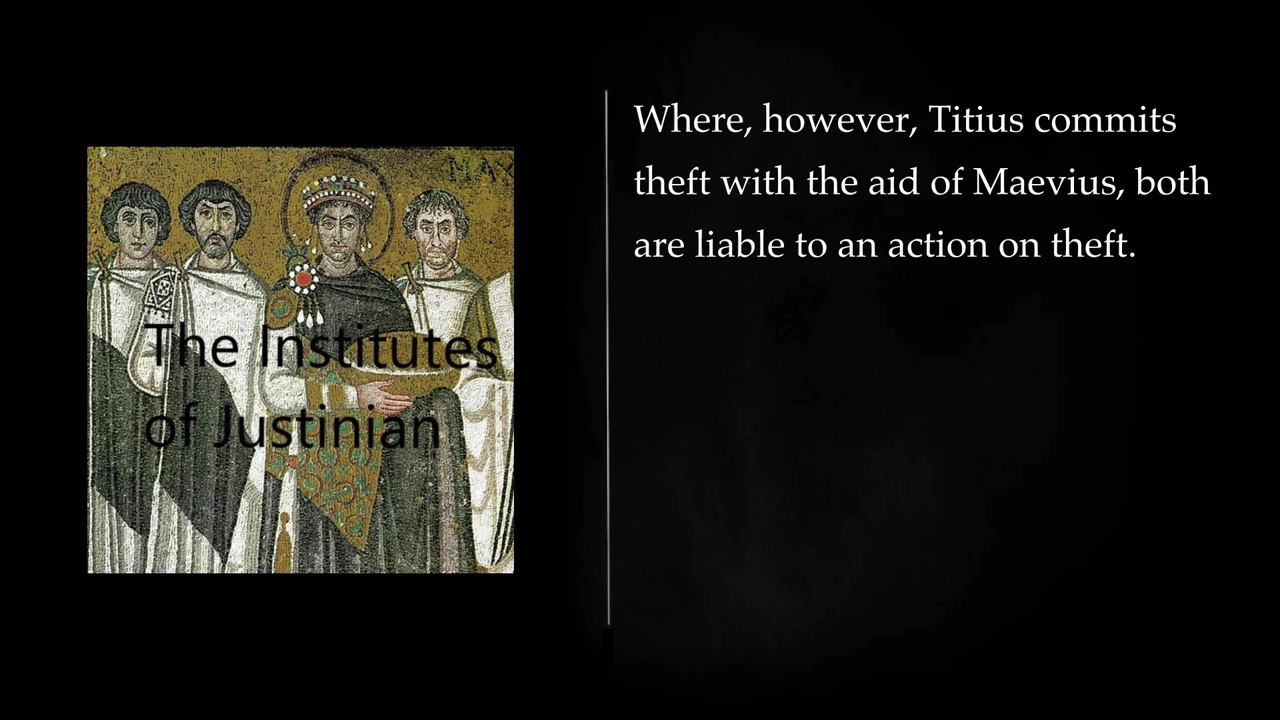 The Institutes
of Justinian
Where, however, Titius commits
theft with the aid of Maevius, both
are liable to an action on theft.